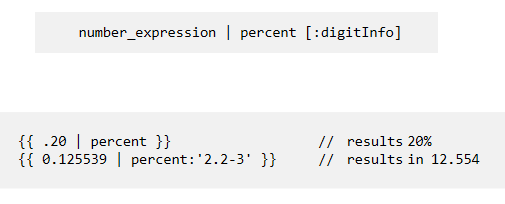 number_expression | percent [:digitInfo]
{{ .20 | percent }} // results 20%
{{ 0.125539 | percent:'2.2-3' }} // results in 12.554